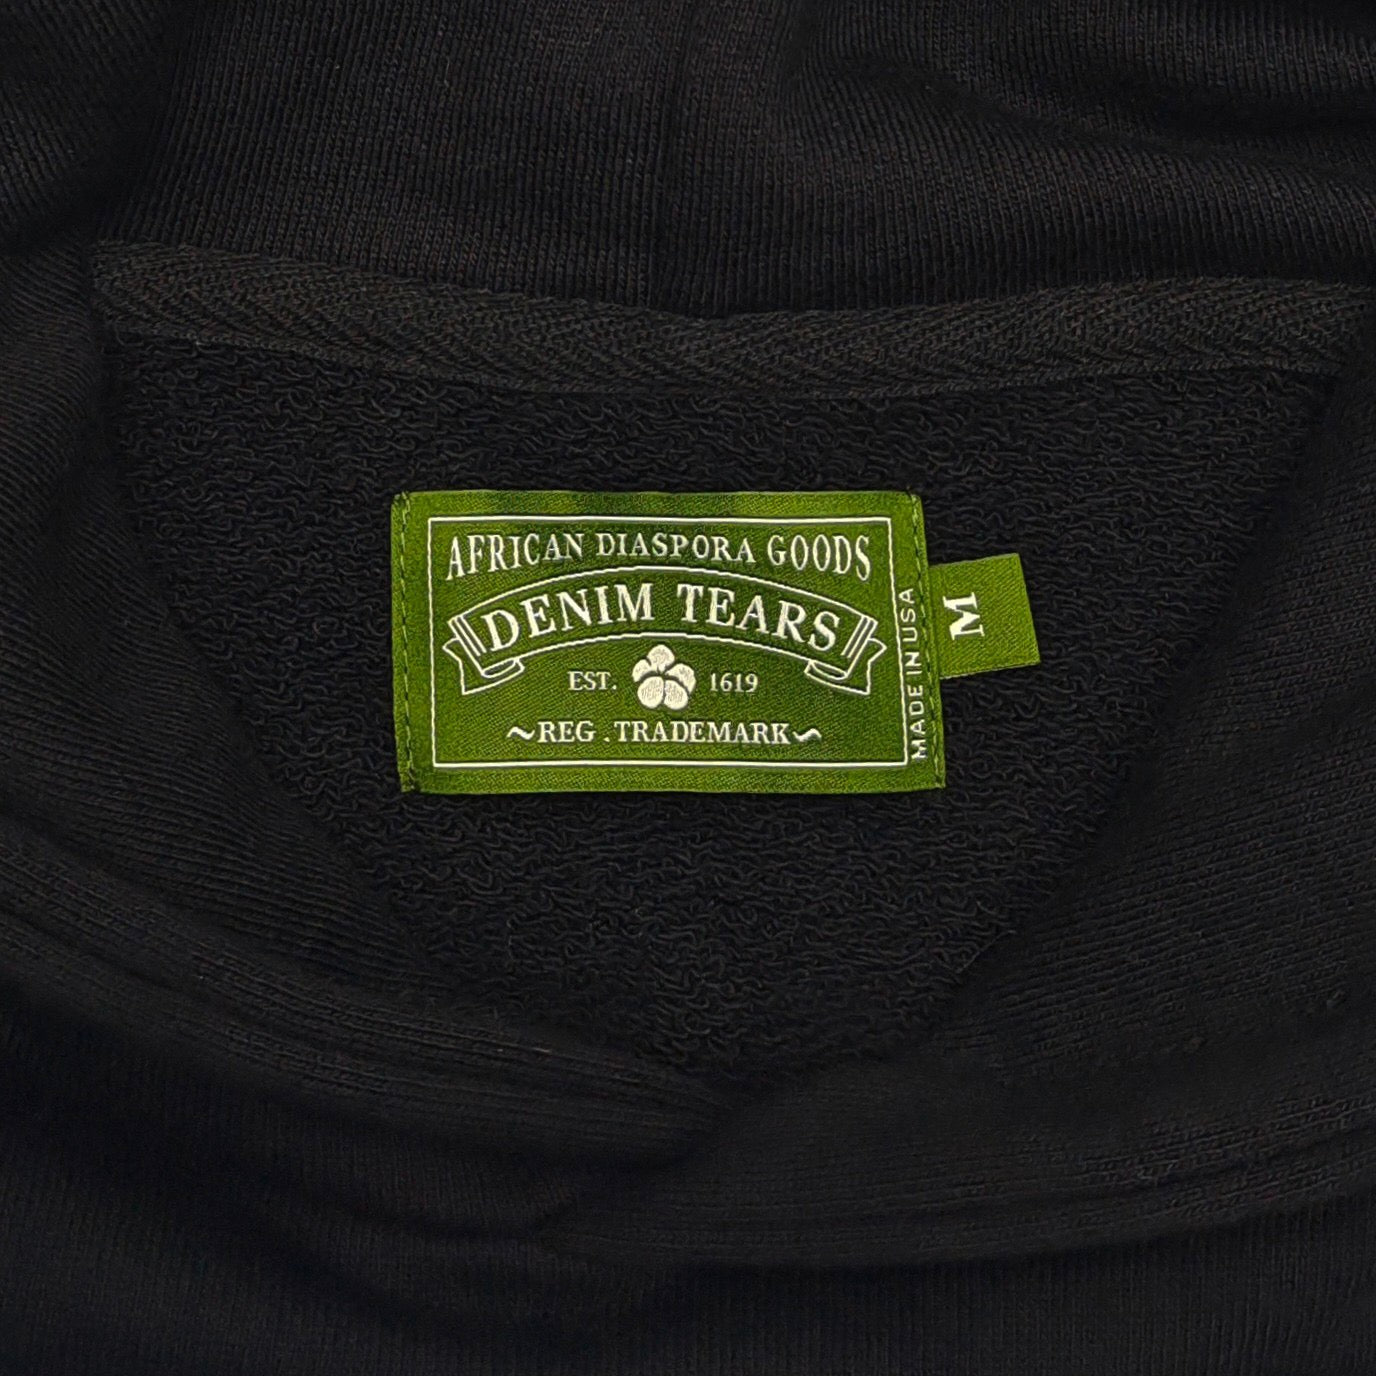 AFRICAN DIASPORA GOODS
DENIM TEARS
EST. 1619
~REG . TRADEMARK~
MADE IN USA
M